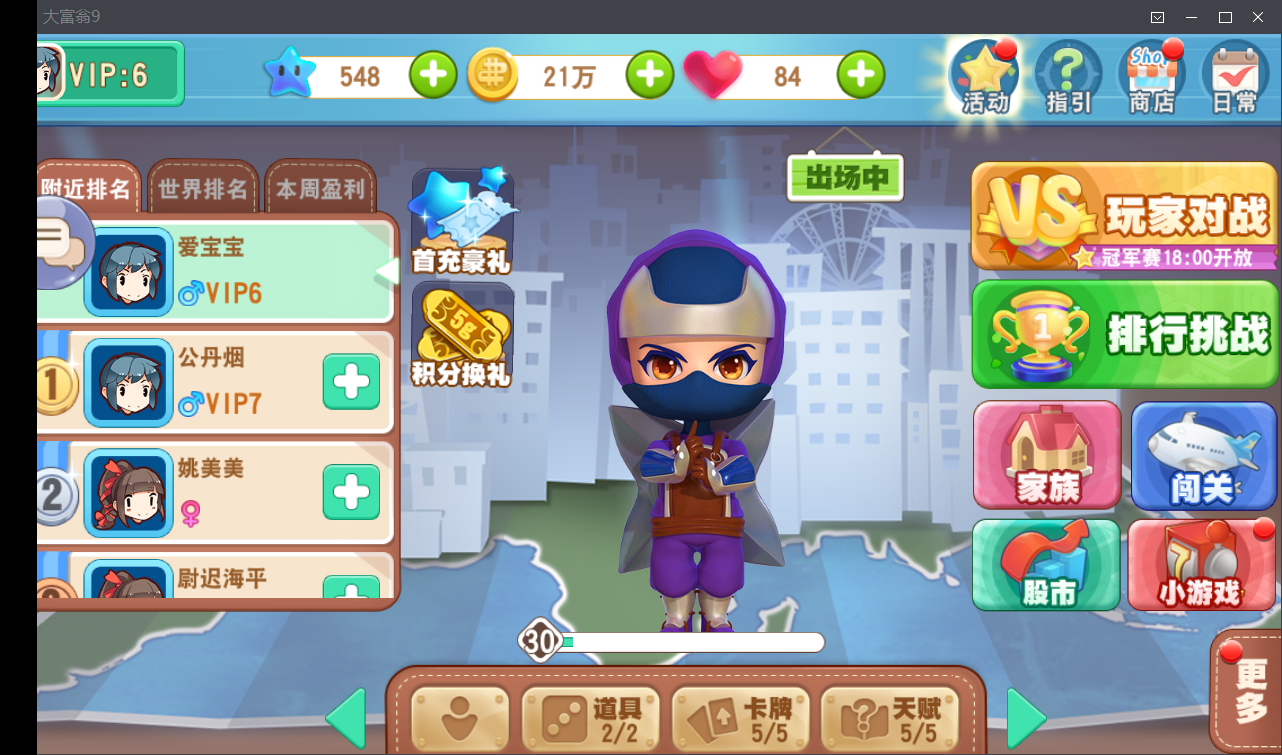 大富翁9
VIP:6
548
21万
84
活动
指引
Shop
商店
日常
附近排名
世界排名
本周盈利
出场中
首充豪礼
5g
积分换礼
爱宝宝
VIP6
1
公丹烟
VIP7
2
姚美美
尉迟海平
VS
玩家对战
冠军赛18:00开放
1
排行挑战
家族
闯关
股市
7
小游戏
30
更多
道具
2/2
卡牌
5/5
天赋
5/5